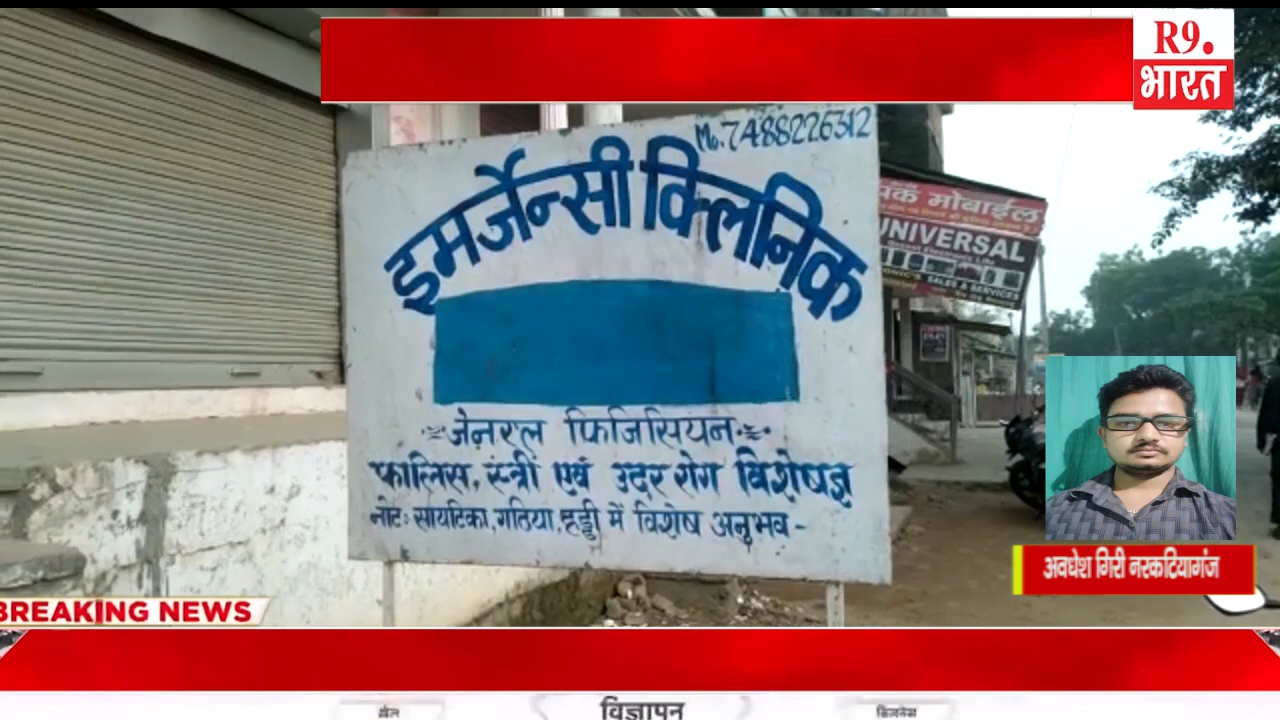 R9.
भारत
Mo. 7488226312
इमर्जेन्सी क्लिनिक
जेनरल फिजिसियन
फालिस, स्त्री एवं उदर रोग विशेषज्ञ
नोट: सायटिका, गठिया, हड्डी में विशेष अनुभव-
मोबाईल
UNIVERSAL
SALES & SERVICES
अवधेश गिरी नरकटियागंज
BREAKING NEWS
विज्ञापन